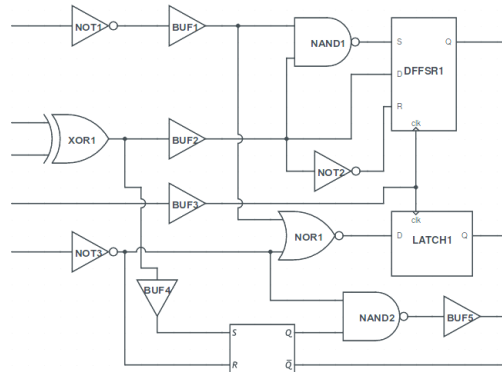 NOT1
BUF1
NAND1
S
Q
DFFSR1
D
R
clk
XOR1
BUF2
NOT2
BUF3
clk
NOR1
D
Q
LATCH1
NOT3
BUF4
NAND2
BUF5
S
Q
R
Q̅